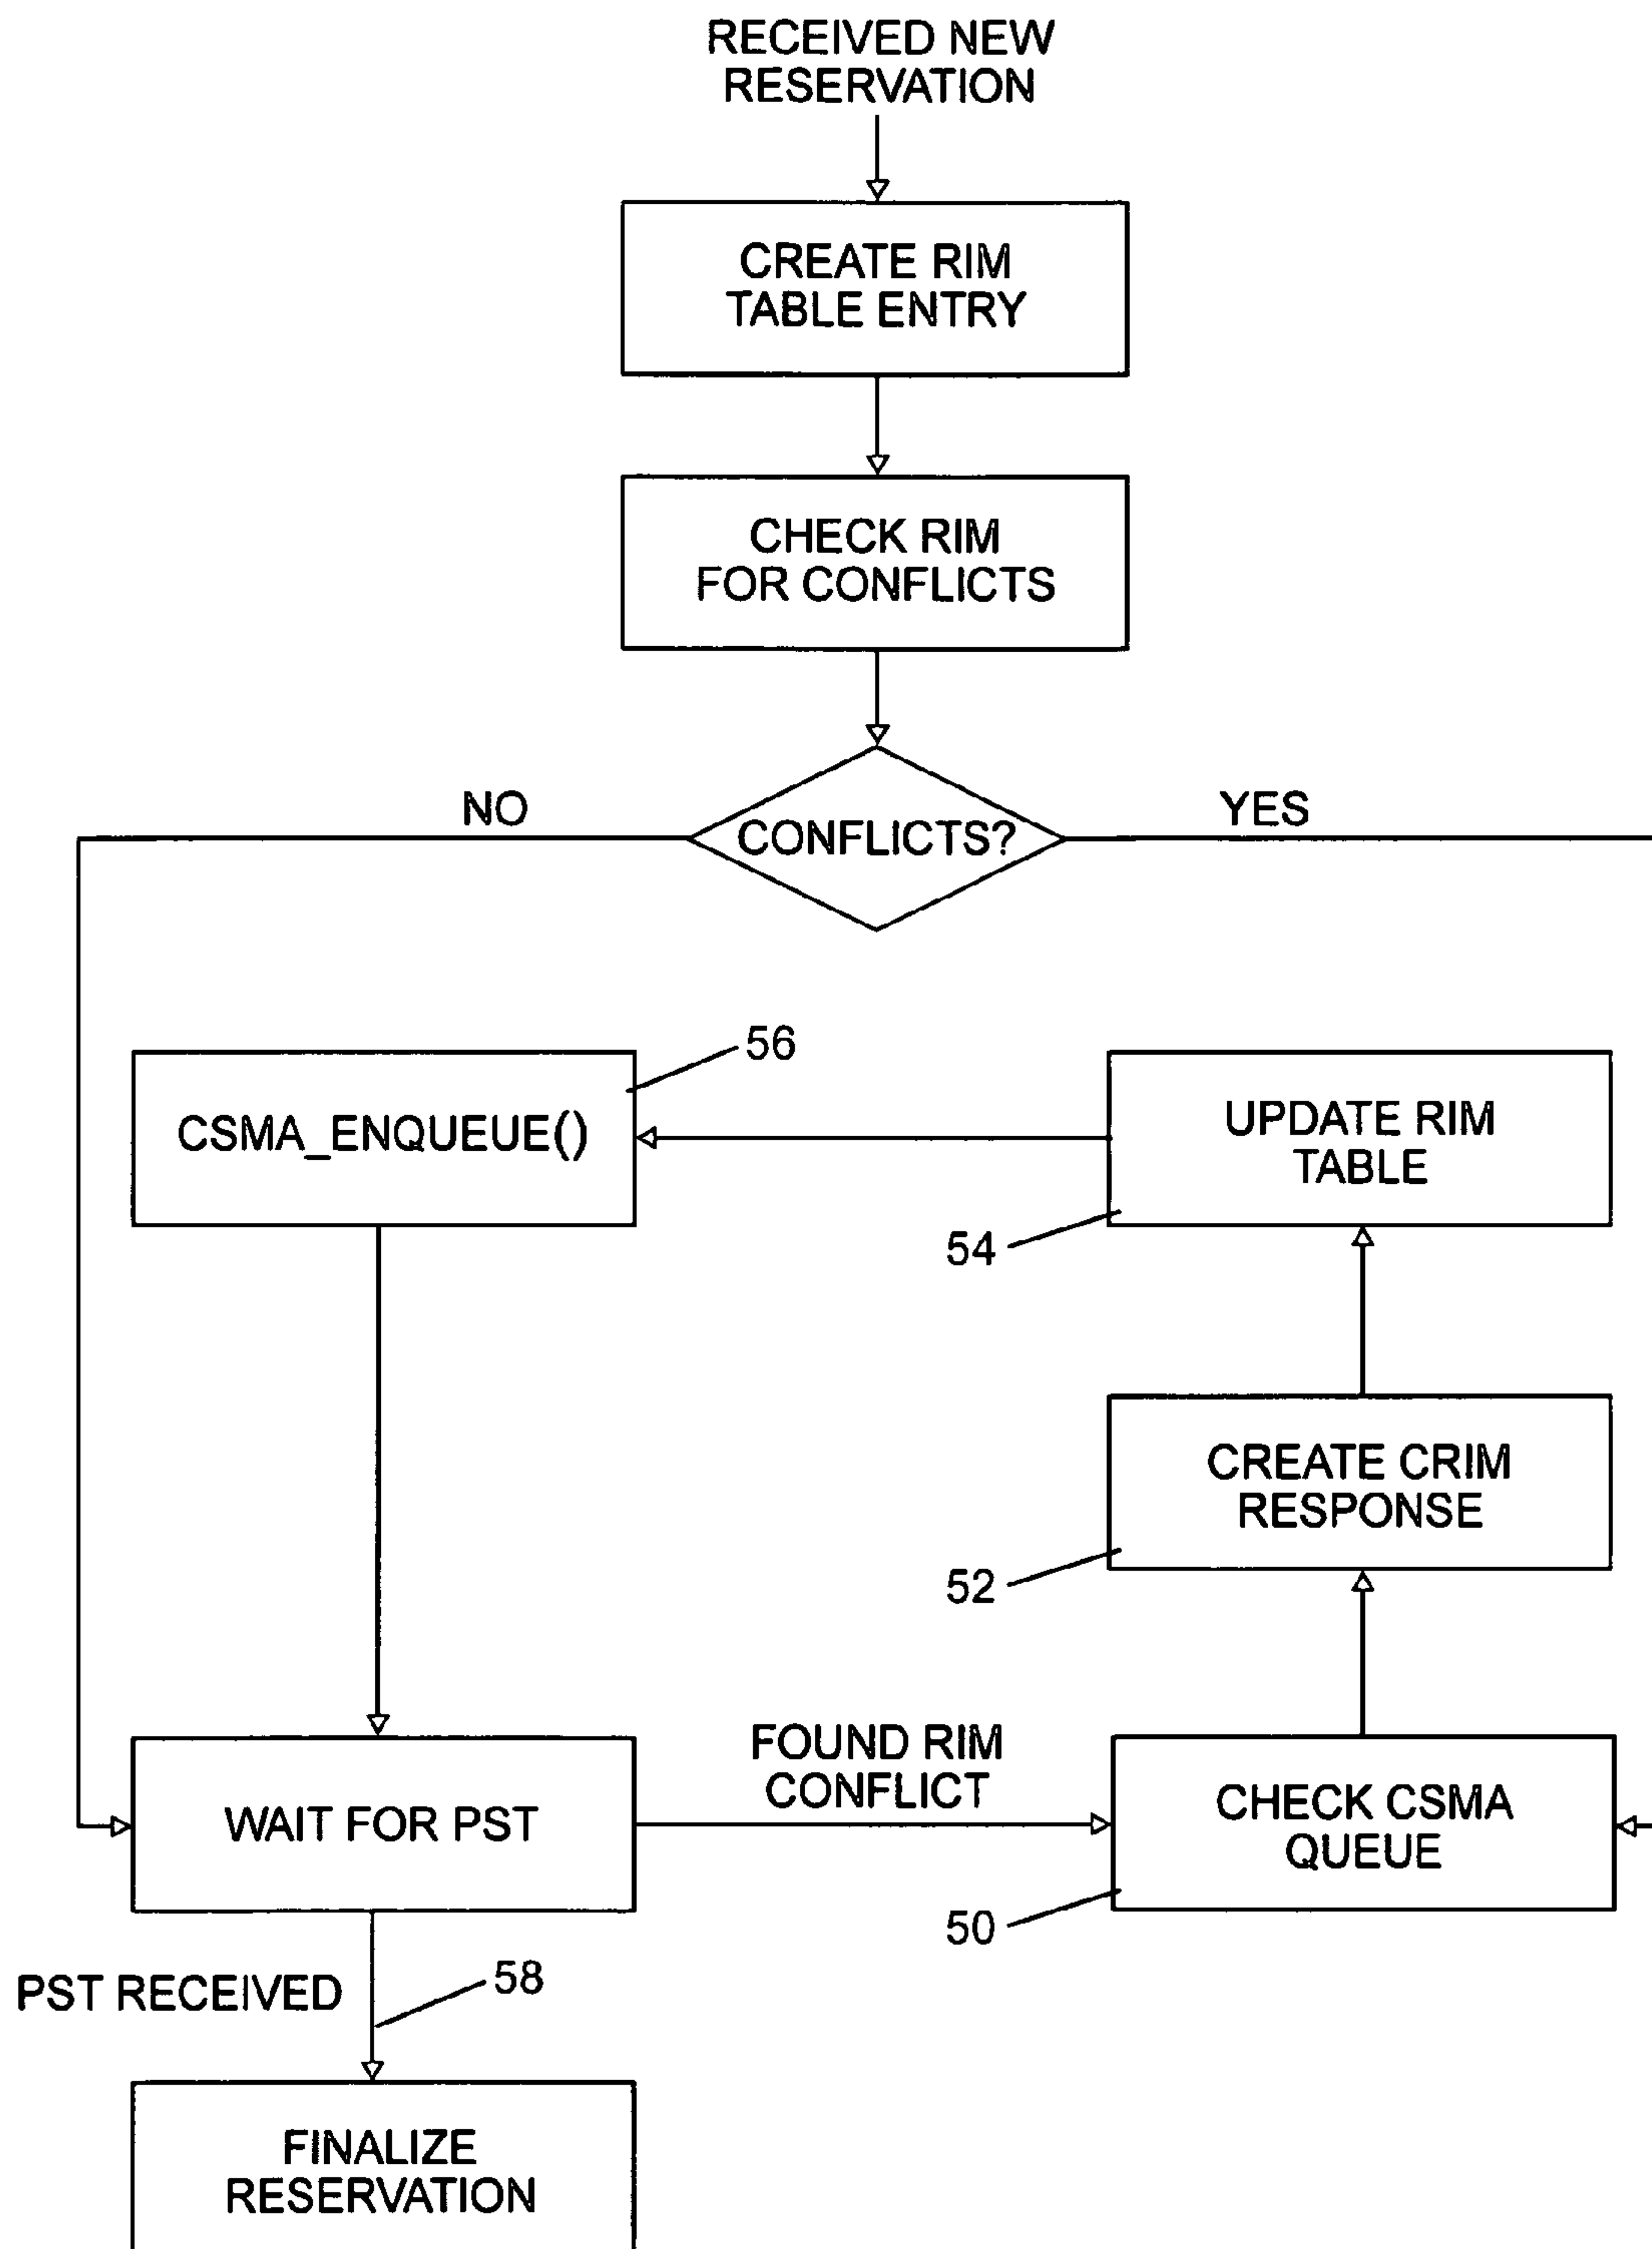 RECEIVED NEW
RESERVATION
CREATE RIM
TABLE ENTRY
CHECK RIM
FOR CONFLICTS
NO
CONFLICTS?
YES
56
CSMA_ENQUEUE()
UPDATE RIM
TABLE
54
CREATE CRIM
RESPONSE
52
WAIT FOR PST
FOUND RIM
CONFLICT
CHECK CSMA
QUEUE
50
PST RECEIVED
58
FINALIZE
RESERVATION